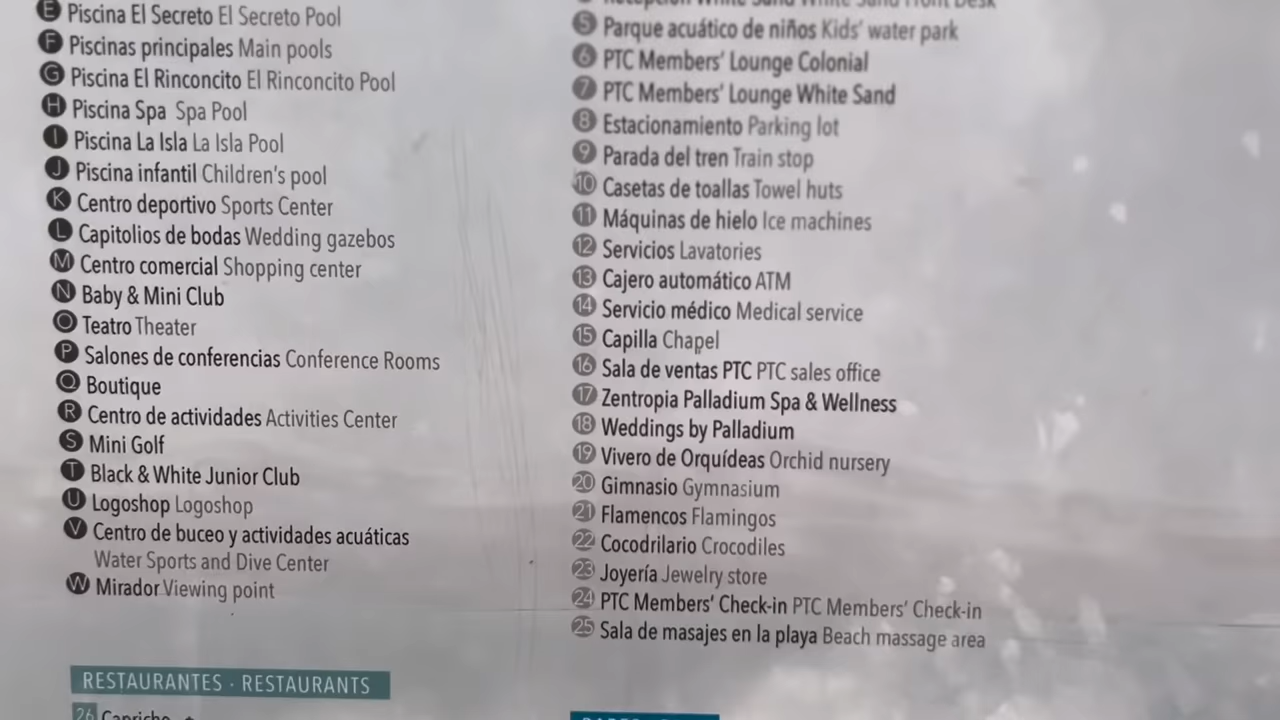 E Piscina El Secreto El Secreto Pool
F Piscinas principales Main pools
G Piscina El Rinconcito El Rinconcito Pool
H Piscina Spa Spa Pool
I Piscina La Isla La Isla Pool
J Piscina infantil Children's pool
K Centro deportivo Sports Center
L Capitolios de bodas Wedding gazebos
M Centro comercial Shopping center
N Baby & Mini Club
O Teatro Theater
P Salones de conferencias Conference Rooms
Q Boutique
R Centro de actividades Activities Center
S Mini Golf
T Black & White Junior Club
U Logoshop Logoshop
V Centro de buceo y actividades acuáticas
Water Sports and Dive Center
W Mirador Viewing point
RESTAURANTES · RESTAURANTS
26 Capricho
Recepción White Sand White Sand Front Desk
5 Parque acuático de niños Kids' water park
6 PTC Members' Lounge Colonial
7 PTC Members' Lounge White Sand
8 Estacionamiento Parking lot
9 Parada del tren Train stop
10 Casetas de toallas Towel huts
11 Máquinas de hielo Ice machines
12 Servicios Lavatories
13 Cajero automático ATM
14 Servicio médico Medical service
15 Capilla Chapel
16 Sala de ventas PTC PTC sales office
17 Zentropia Palladium Spa & Wellness
18 Weddings by Palladium
19 Vivero de Orquídeas Orchid nursery
20 Gimnasio Gymnasium
21 Flamencos Flamingos
22 Cocodrilario Crocodiles
23 Joyería Jewelry store
24 PTC Members' Check-in PTC Members' Check-in
25 Sala de masajes en la playa Beach massage area